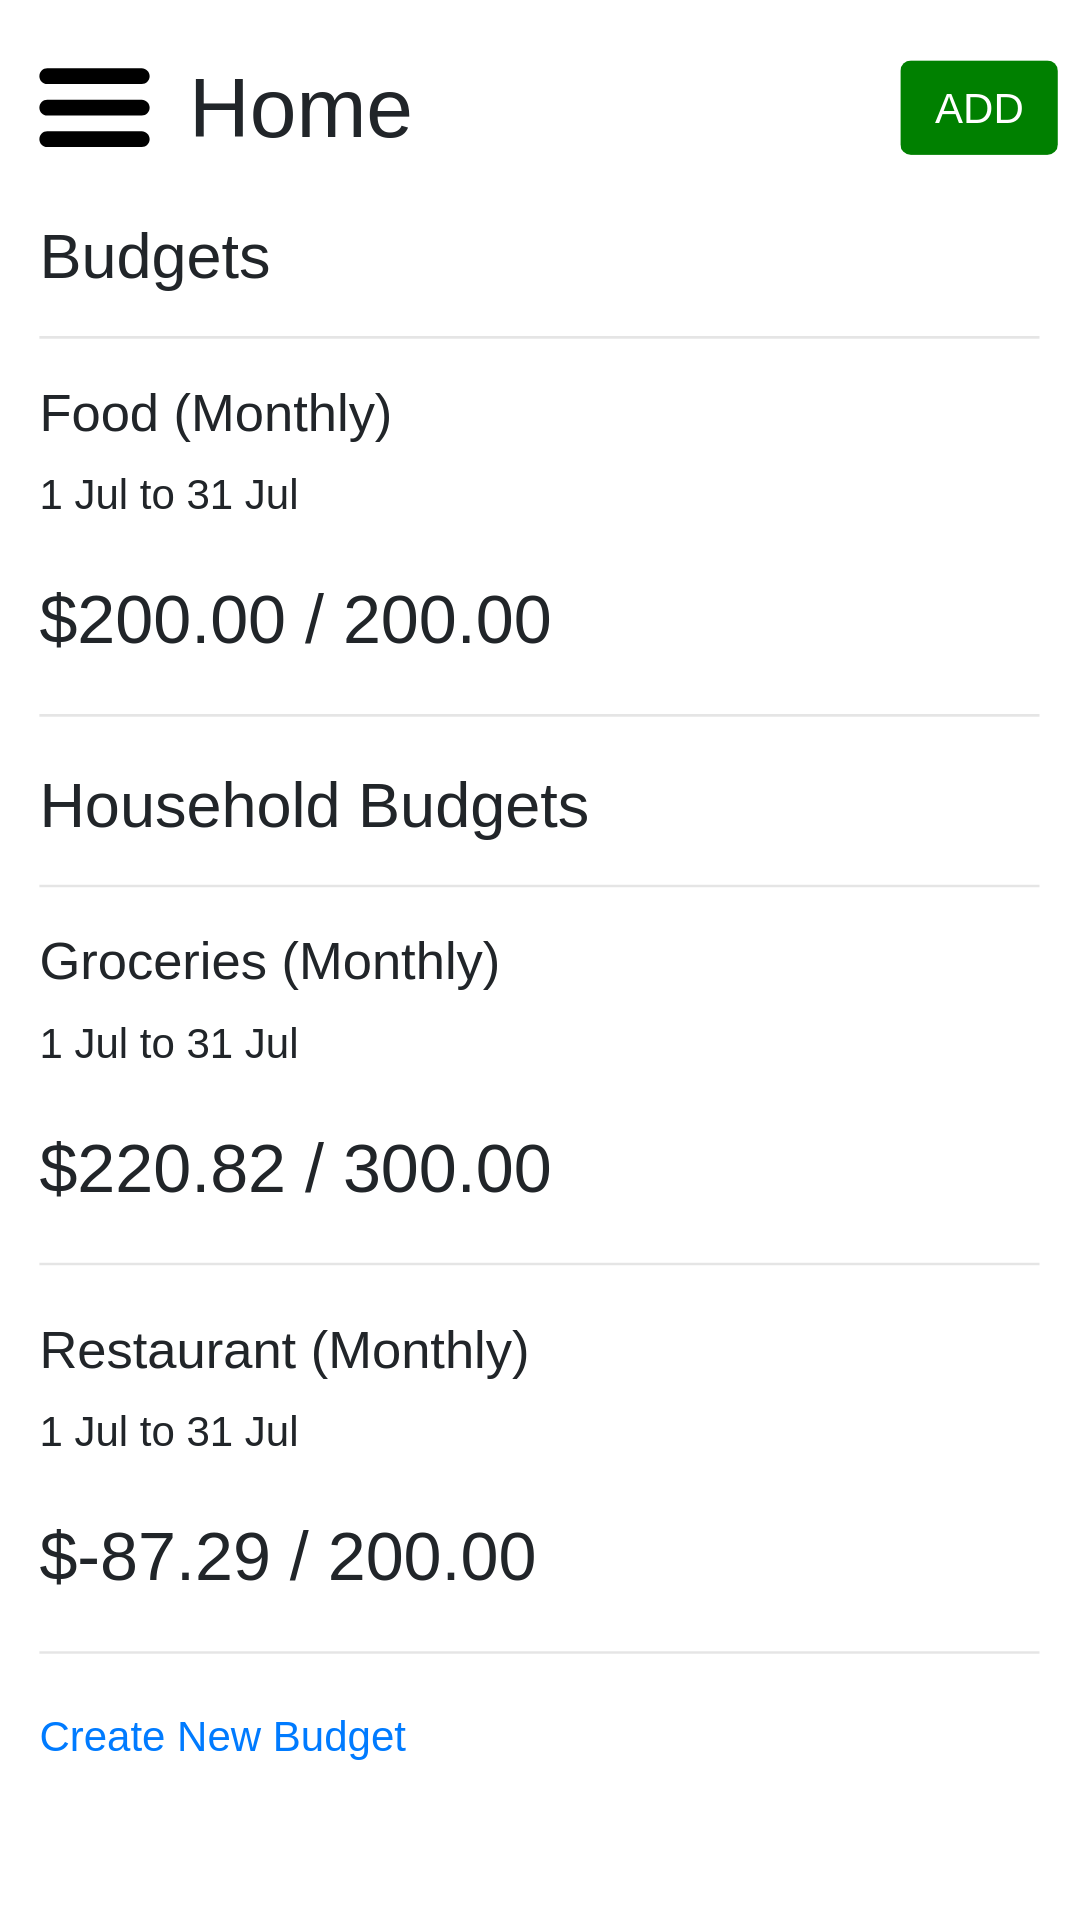 Home
ADD
Budgets
Food (Monthly)
1 Jul to 31 Jul
$200.00 / 200.00
Household Budgets
Groceries (Monthly)
1 Jul to 31 Jul
$220.82 / 300.00
Restaurant (Monthly)
1 Jul to 31 Jul
$-87.29 / 200.00
Create New Budget